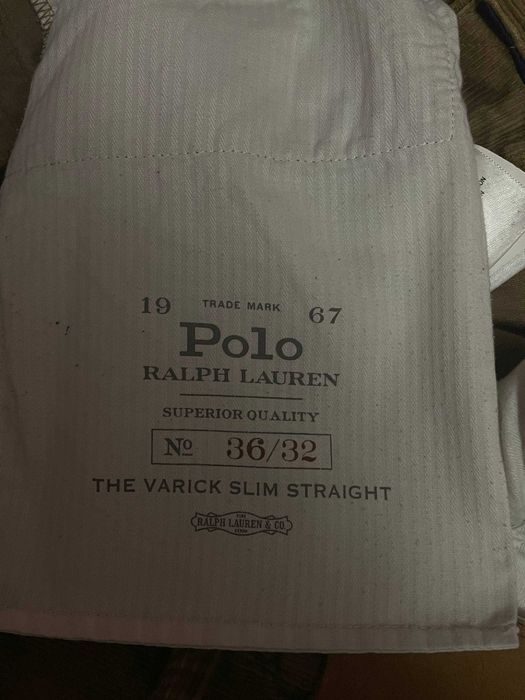 19 TRADE MARK 67
Polo
RALPH LAUREN
SUPERIOR QUALITY
Nº 36/32
THE VARICK SLIM STRAIGHT
RALPH LAUREN & CO.